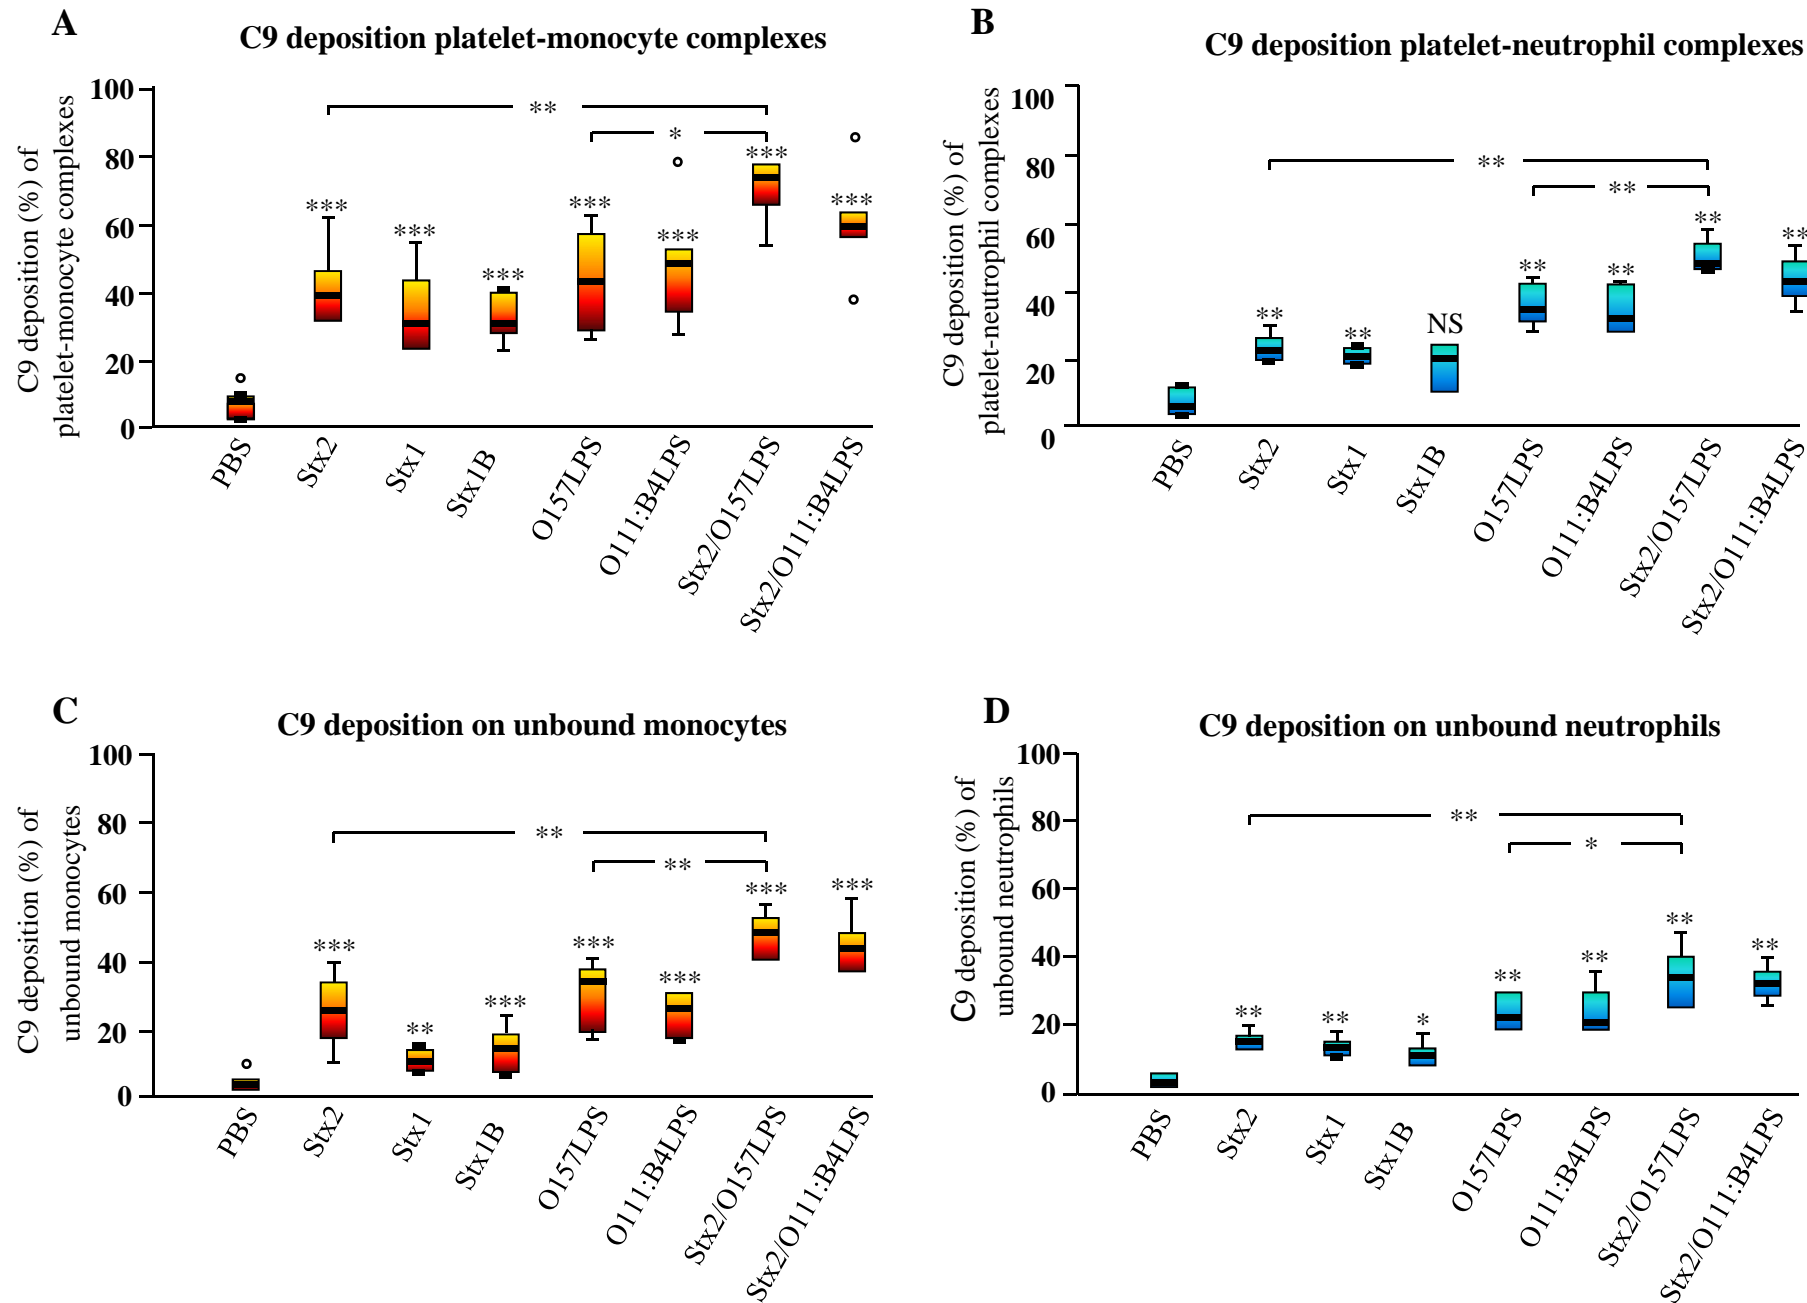 A
C9 deposition platelet-monocyte complexes
C9 deposition (%) of
platelet-monocyte complexes
100
80
60
40
20
0
**
*
***
***
***
***
***
***
***
PBS
Stx2
Stx1
Stx1B
O157LPS
O111:B4LPS
Stx2/O157LPS
Stx2/O111:B4LPS
B
C9 deposition platelet-neutrophil complexes
C9 deposition (%) of
platelet-neutrophil complexes
100
80
60
40
20
0
**
**
**
**
NS
**
**
**
**
PBS
Stx2
Stx1
Stx1B
O157LPS
O111:B4LPS
Stx2/O157LPS
Stx2/O111:B4LPS
C
C9 deposition on unbound monocytes
C9 deposition (%) of
unbound monocytes
100
80
60
40
20
0
**
**
***
**
***
***
***
***
***
PBS
Stx2
Stx1
Stx1B
O157LPS
O111:B4LPS
Stx2/O157LPS
Stx2/O111:B4LPS
D
C9 deposition on unbound neutrophils
C9 deposition (%) of
unbound neutrophils
100
80
60
40
20
0
**
*
**
**
*
**
**
**
**
PBS
Stx2
Stx1
Stx1B
O157LPS
O111:B4LPS
Stx2/O157LPS
Stx2/O111:B4LPS